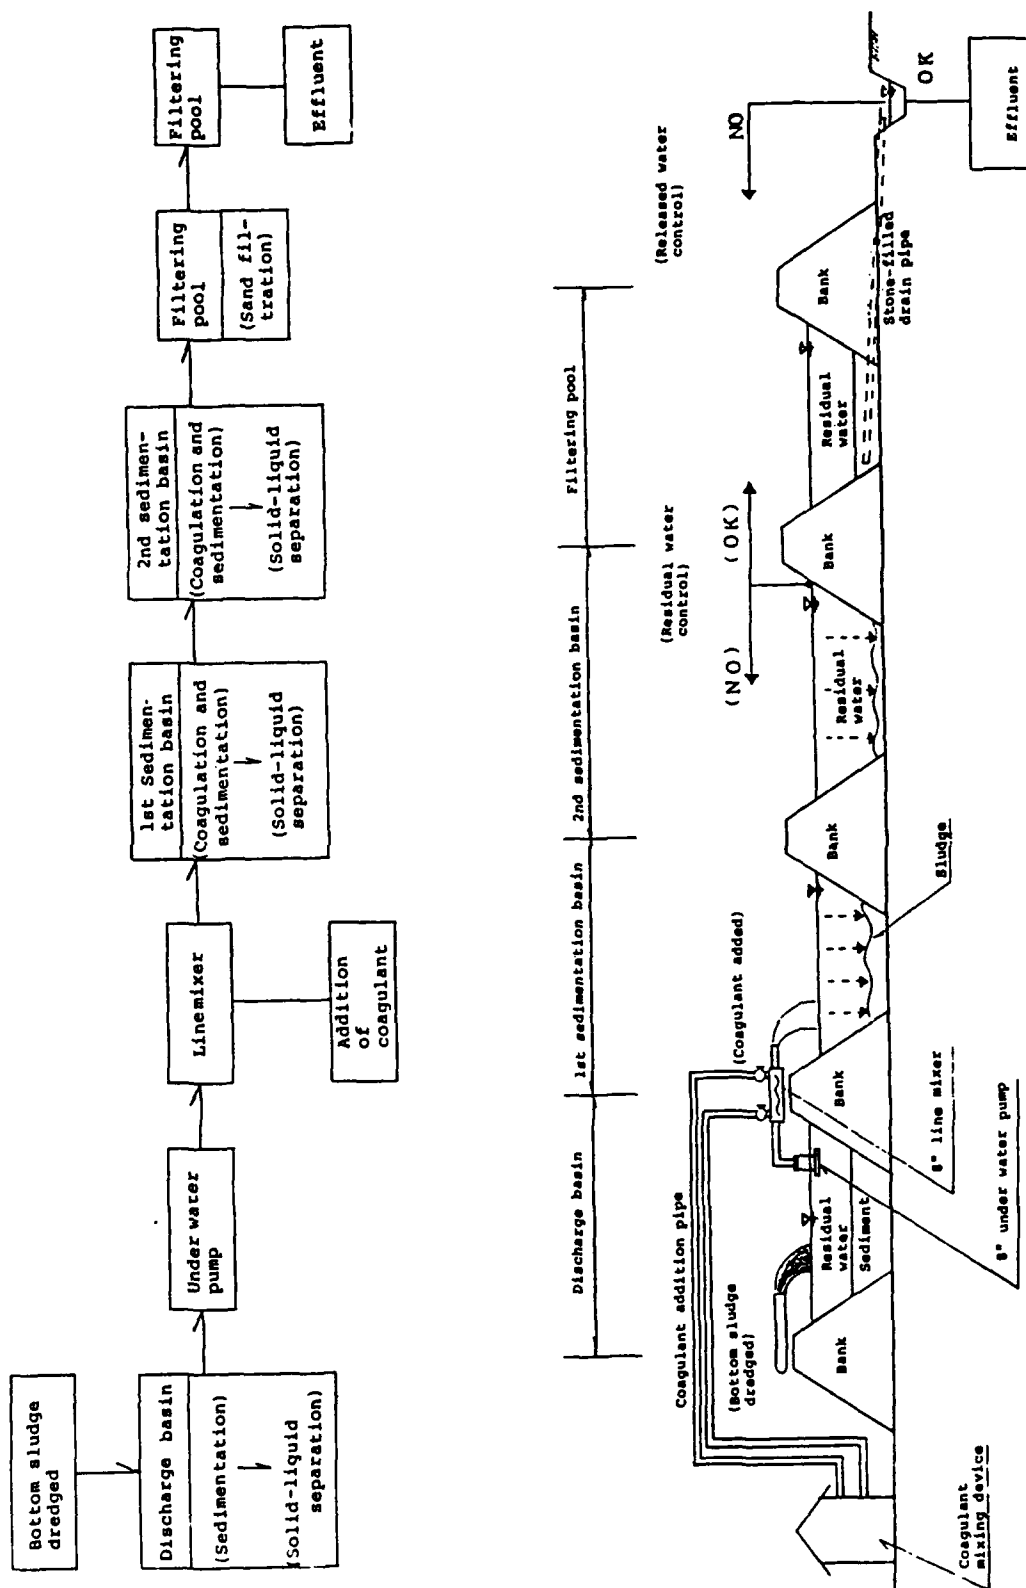 Bottom sludge
dredged
Discharge basin
(Sedimentation)
(Solid-liquid
separation)
Under water
pump
Linemixer
Addition
of
coagulant
1st Sedimen-
tation basin
(Coagulation and
sedimentation)
(Solid-liquid
separation)
2nd sedimen-
tation basin
(Coagulation and
sedimentation)
(Solid-liquid
separation)
Filtering
pool
(Sand fil-
tration)
Filtering
pool
Effluent
Discharge basin
1st sedimentation basin
2nd sedimentation basin
Filtering pool
Coagulant addition pipe
(Bottom sludge
dredged)
(Coagulant added)
(Residual water
control)
(NO)
(OK)
(Released water
control)
NO
OK
Bank
Residual
water
Sediment
Bank
Bank
Residual
water
Bank
Residual
water
Bank
Stone-filled
drain pipe
Effluent
Coagulant
mixing device
8" under water pump
8" line mixer
Sludge